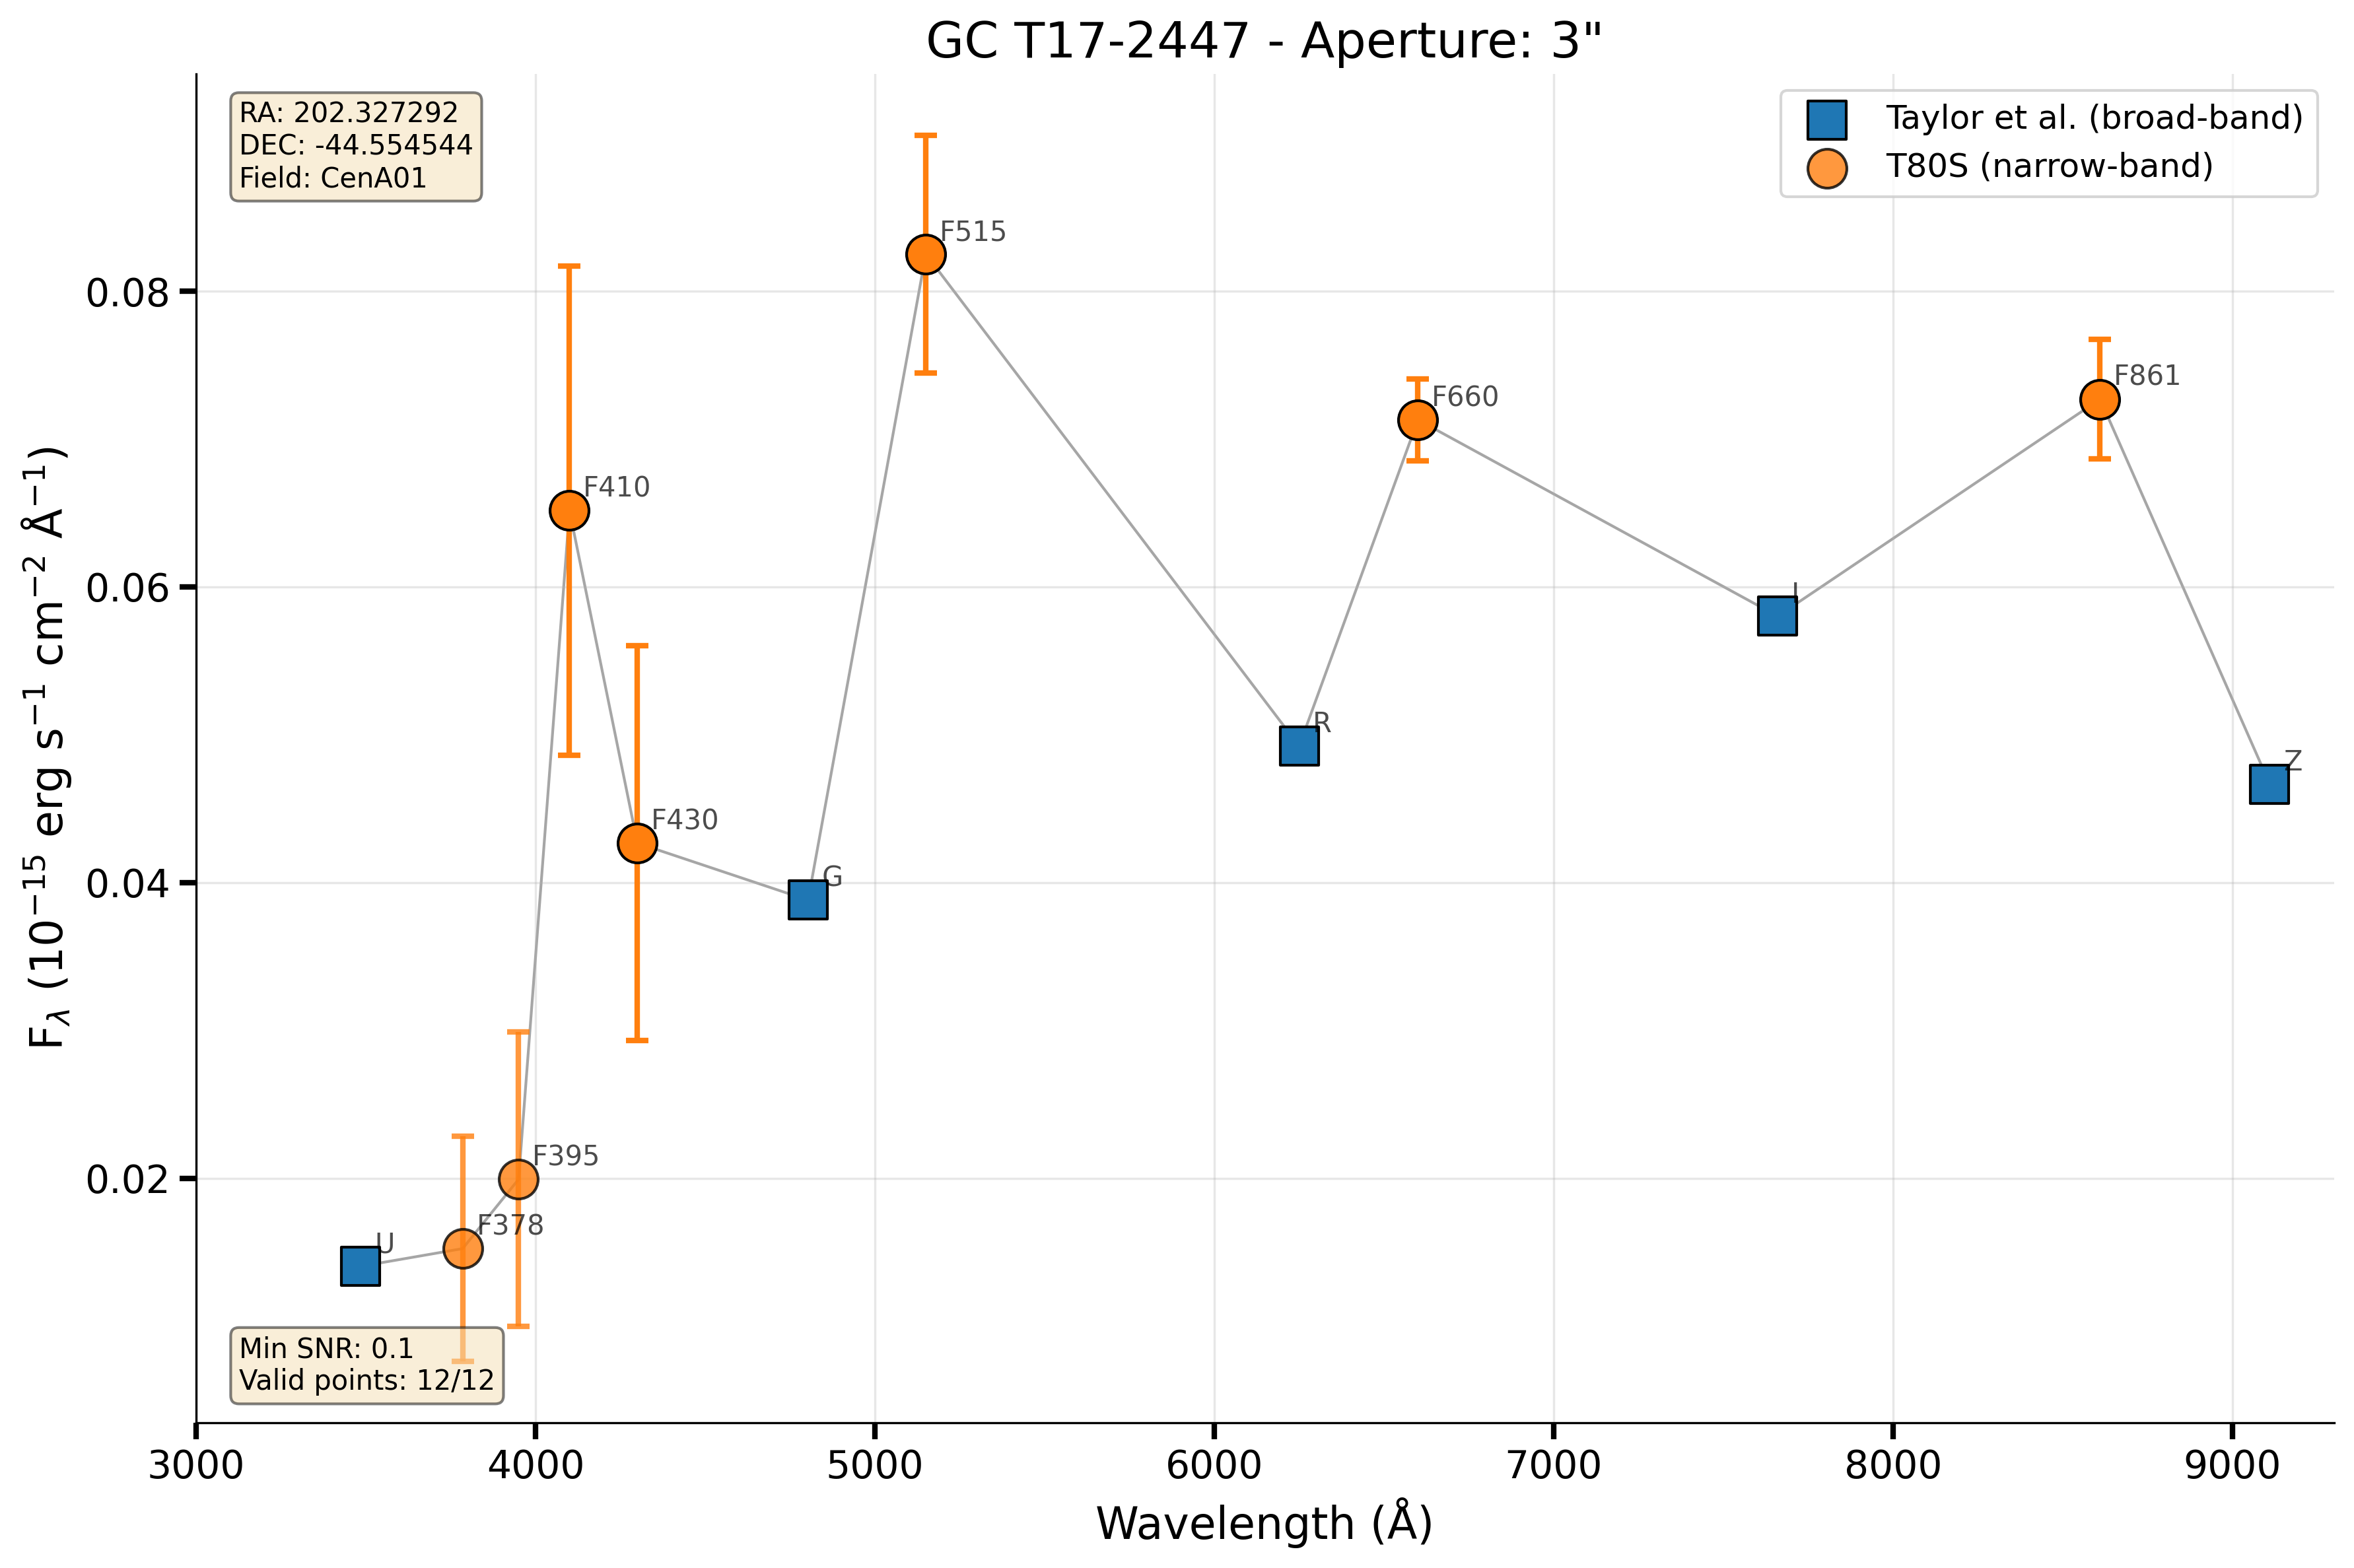 GC T17-2447 - Aperture: 3"
RA: 202.327292
DEC: -44.554544
Field: CenA01
Taylor et al. (broad-band)
T80S (narrow-band)
F515
F410
F660
F861
F430
G
R
I
Z
F395
F378
U
Min SNR: 0.1
Valid points: 12/12
0.08
0.06
0.04
0.02
F_λ (10⁻¹⁵ erg s⁻¹ cm⁻² Å⁻¹)
3000 4000 5000 6000 7000 8000 9000
Wavelength (Å)